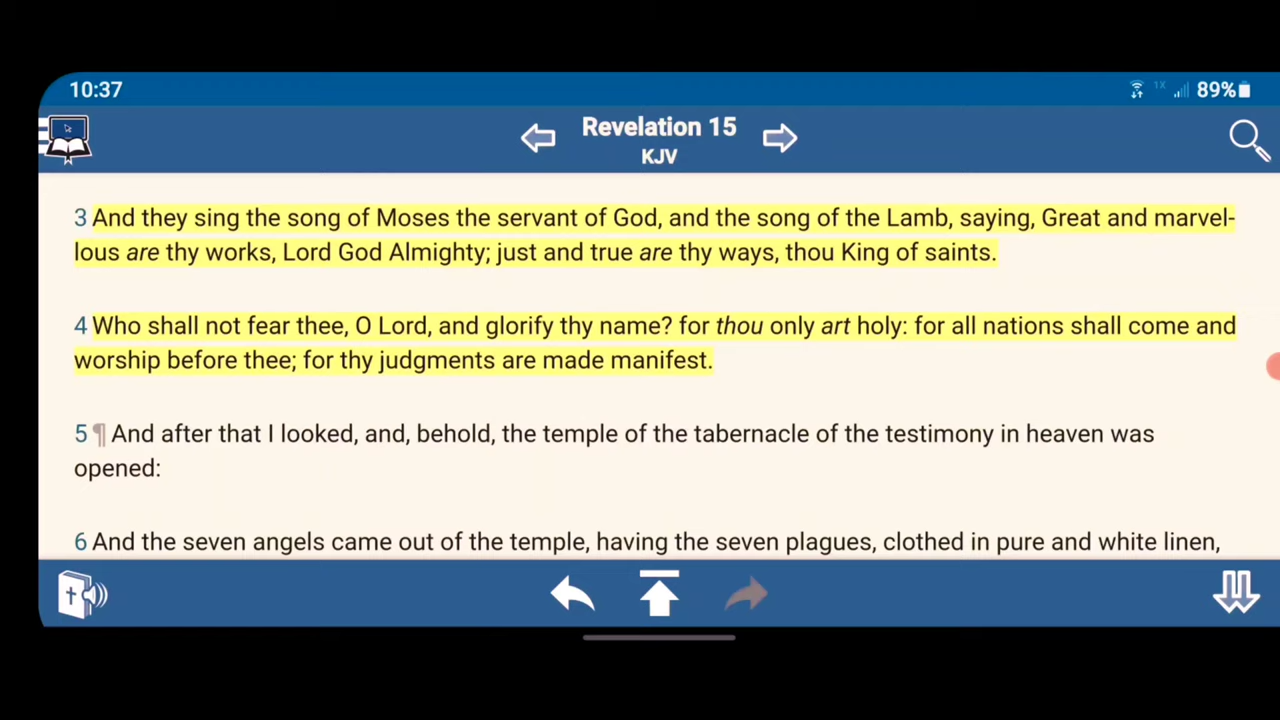 10:37
1X
89%
Revelation 15
KJV
3 And they sing the song of Moses the servant of God, and the song of the Lamb, saying, Great and marvel-
lous are thy works, Lord God Almighty; just and true are thy ways, thou King of saints.
4 Who shall not fear thee, O Lord, and glorify thy name? for thou only art holy: for all nations shall come and
worship before thee; for thy judgments are made manifest.
5 ¶ And after that I looked, and, behold, the temple of the tabernacle of the testimony in heaven was
opened:
6 And the seven angels came out of the temple, having the seven plagues, clothed in pure and white linen,